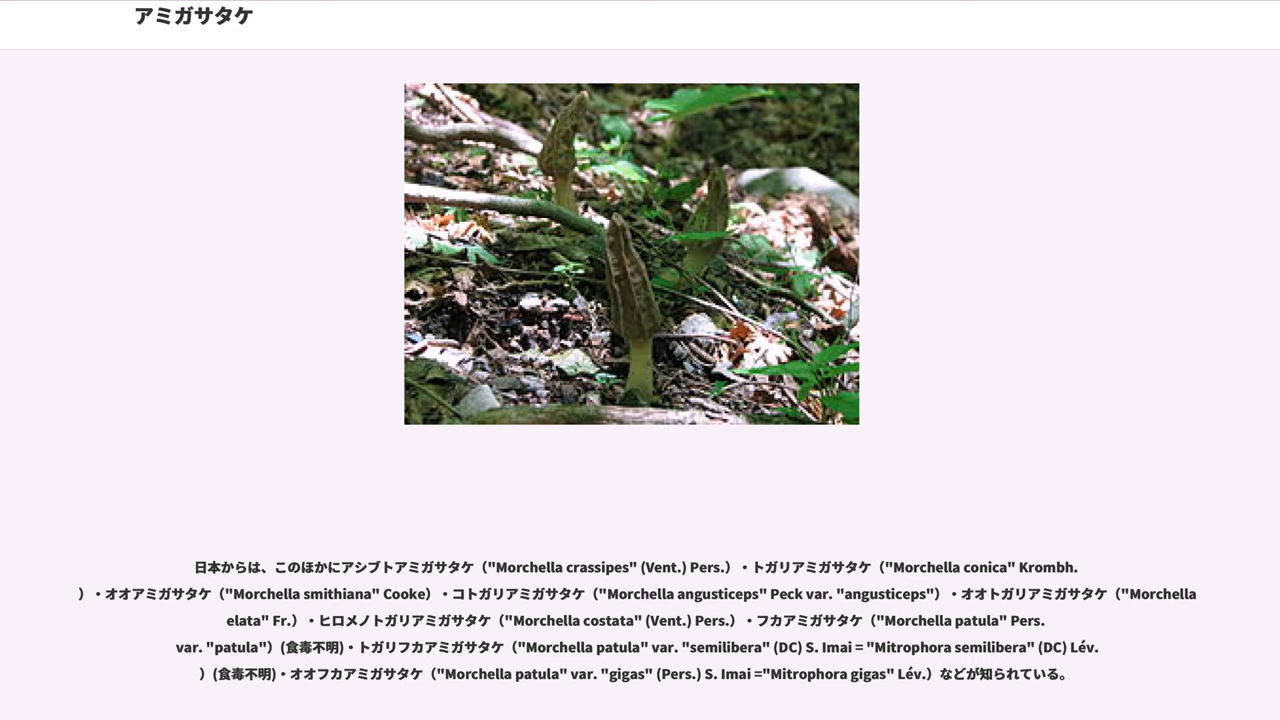 アミガサタケ
日本からは、このほかにアシブトアミガサタケ（"Morchella crassipes" (Vent.) Pers.）・トガリアミガサタケ（"Morchella conica" Krombh.
）・オオアミガサタケ（"Morchella smithiana" Cooke）・コトガリアミガサタケ（"Morchella angusticeps" Peck var. "angusticeps"）・オオトガリアミガサタケ（"Morchella
elata" Fr.）・ヒロメノトガリアミガサタケ（"Morchella costata" (Vent.) Pers.）・フカアミガサタケ（"Morchella patula" Pers.
var. "patula"）(食毒不明)・トガリフカアミガサタケ（"Morchella patula" var. "semilibera" (DC) S. Imai = "Mitrophora semilibera" (DC) Lév.
）(食毒不明)・オオフカアミガサタケ（"Morchella patula" var. "gigas" (Pers.) S. Imai ="Mitrophora gigas" Lév.）などが知られている。